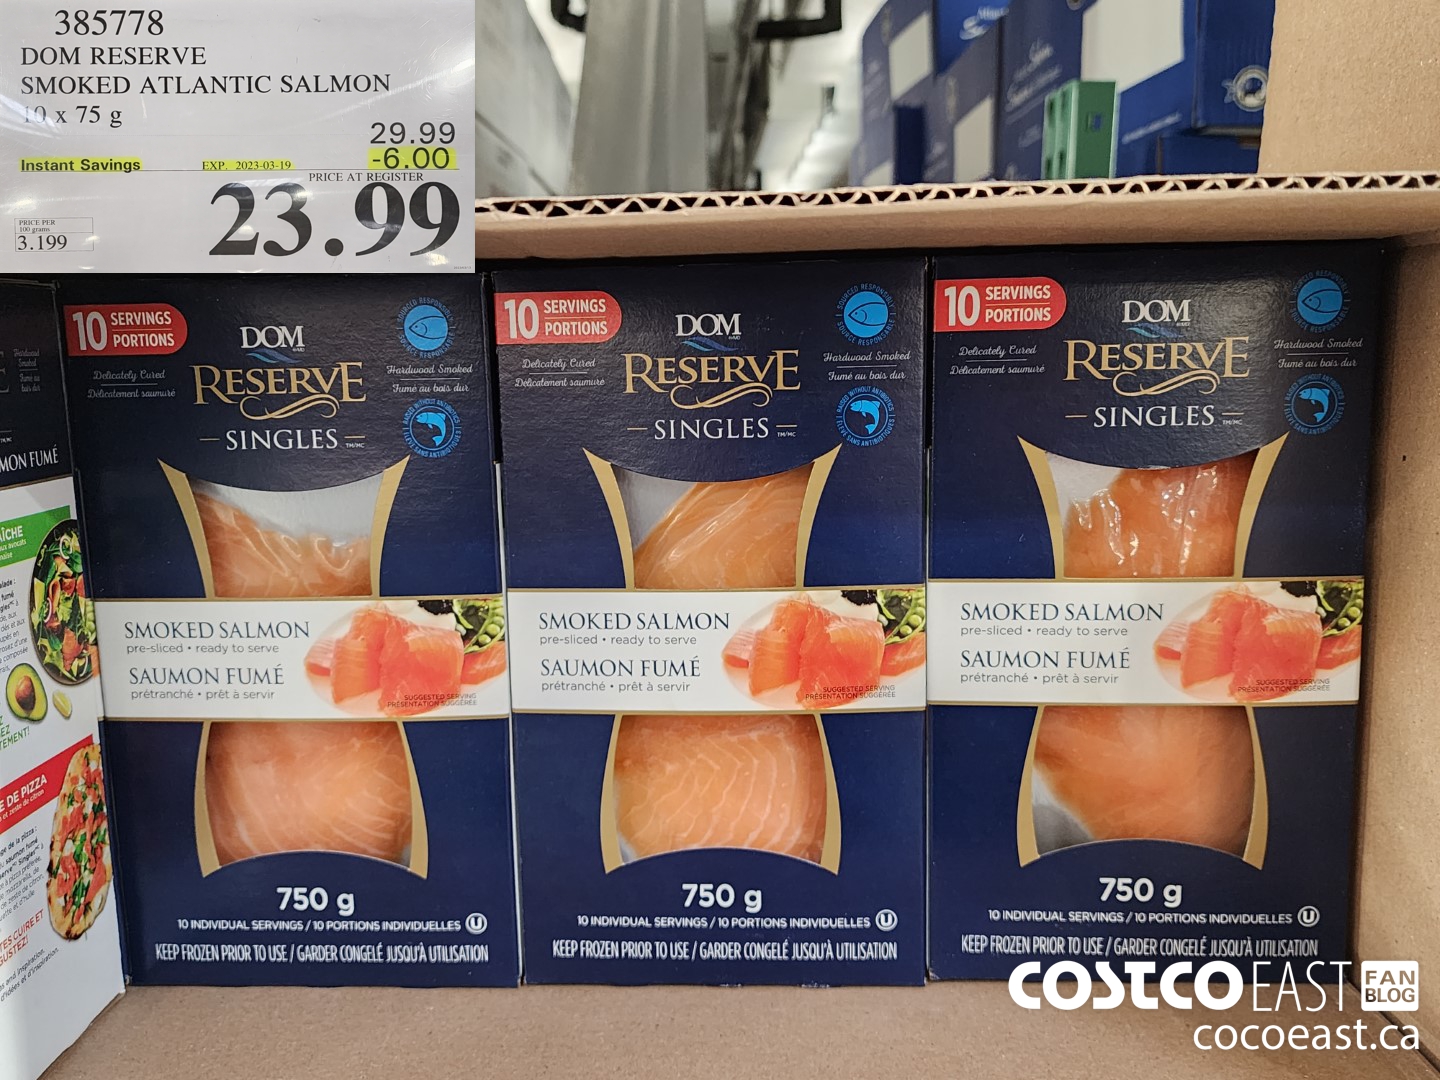 385778
DOM RESERVE
SMOKED ATLANTIC SALMON
10 x 75 g
29.99
Instant Savings EXP. 2023-03-19 -6.00
PRICE AT REGISTER
23.99
PRICE PER
100 grams
3.199
10 SERVINGS
PORTIONS
DOM
RESERVE
SINGLES TM/MC
Delicately Cured
Délicatement saumuré
Hardwood Smoked
Fumé au bois dur
SMOKED SALMON
pre-sliced • ready to serve
SAUMON FUMÉ
prétranché • prêt à servir
SUGGESTED SERVING
PRÉSENTATION SUGGÉRÉE
750 g
10 INDIVIDUAL SERVINGS / 10 PORTIONS INDIVIDUELLES U
KEEP FROZEN PRIOR TO USE / GARDER CONGELÉ JUSQU'À UTILISATION
10 SERVINGS
PORTIONS
DOM
RESERVE
SINGLES TM/MC
Delicately Cured
Délicatement saumuré
Hardwood Smoked
Fumé au bois dur
SMOKED SALMON
pre-sliced • ready to serve
SAUMON FUMÉ
prétranché • prêt à servir
SUGGESTED SERVING
PRÉSENTATION SUGGÉRÉE
750 g
10 INDIVIDUAL SERVINGS / 10 PORTIONS INDIVIDUELLES U
KEEP FROZEN PRIOR TO USE / GARDER CONGELÉ JUSQU'À UTILISATION
10 SERVINGS
PORTIONS
DOM
RESERVE
SINGLES TM/MC
Delicately Cured
Délicatement saumuré
Hardwood Smoked
Fumé au bois dur
SMOKED SALMON
pre-sliced • ready to serve
SAUMON FUMÉ
prétranché • prêt à servir
SUGGESTED SERVING
PRÉSENTATION SUGGÉRÉE
750 g
10 INDIVIDUAL SERVINGS / 10 PORTIONS INDIVIDUELLES U
KEEP FROZEN PRIOR TO USE / GARDER CONGELÉ JUSQU'À UTILISATION
MON FUMÉ
E DE PIZZA
COSTCO EAST FAN
BLOG
cocoeast.ca